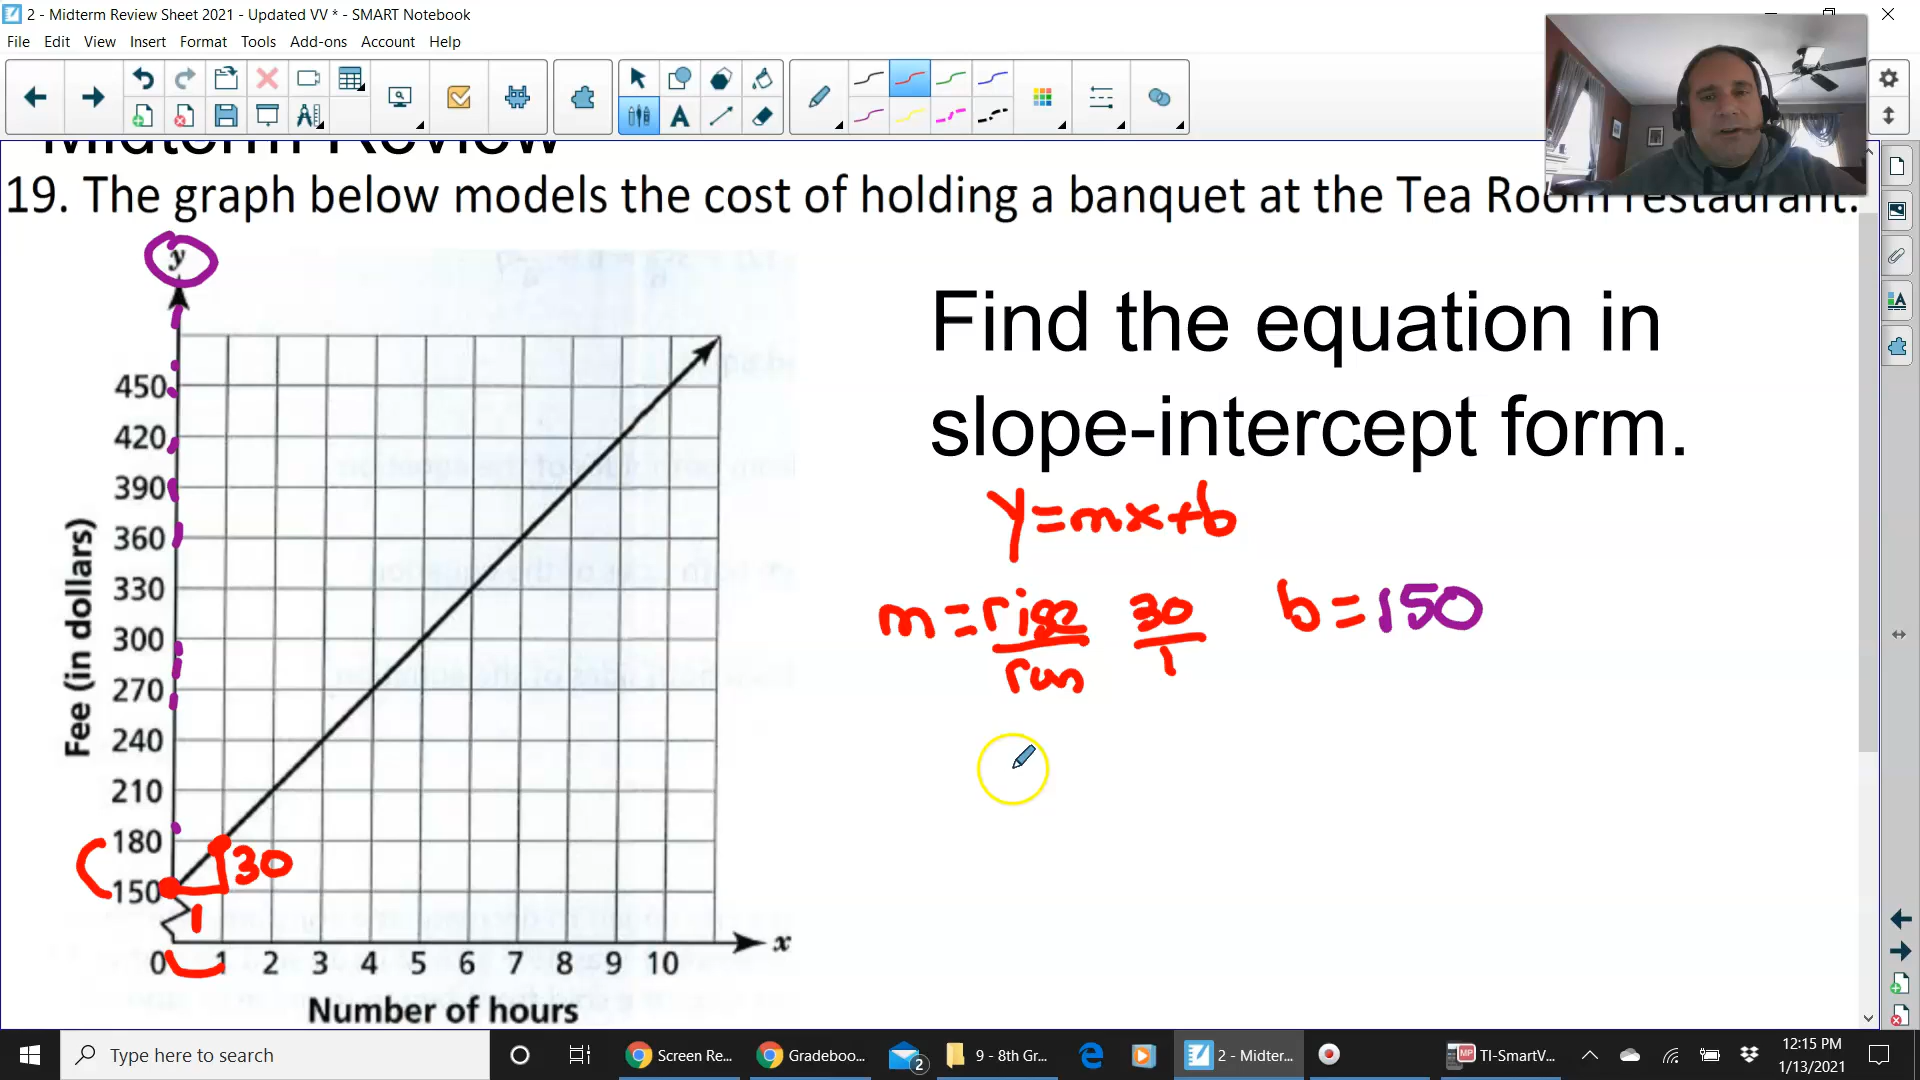 2 - Midterm Review Sheet 2021 - Updated VV * - SMART Notebook
File Edit View Insert Format Tools Add-ons Account Help
Midterm Review
19. The graph below models the cost of holding a banquet at the Tea Room restaurant.
y
Find the equation in
slope-intercept form.
y=mx+b
m=rise 30 b=150
run 1
Fee (in dollars)
450
420
390
360
330
300
270
240
210
180
150
30
1
x
0 1 2 3 4 5 6 7 8 9 10
Number of hours
Type here to search
Screen Re...
Gradeboo...
2
9 - 8th Gr...
2 - Midter...
TI-SmartV...
12:15 PM
1/13/2021